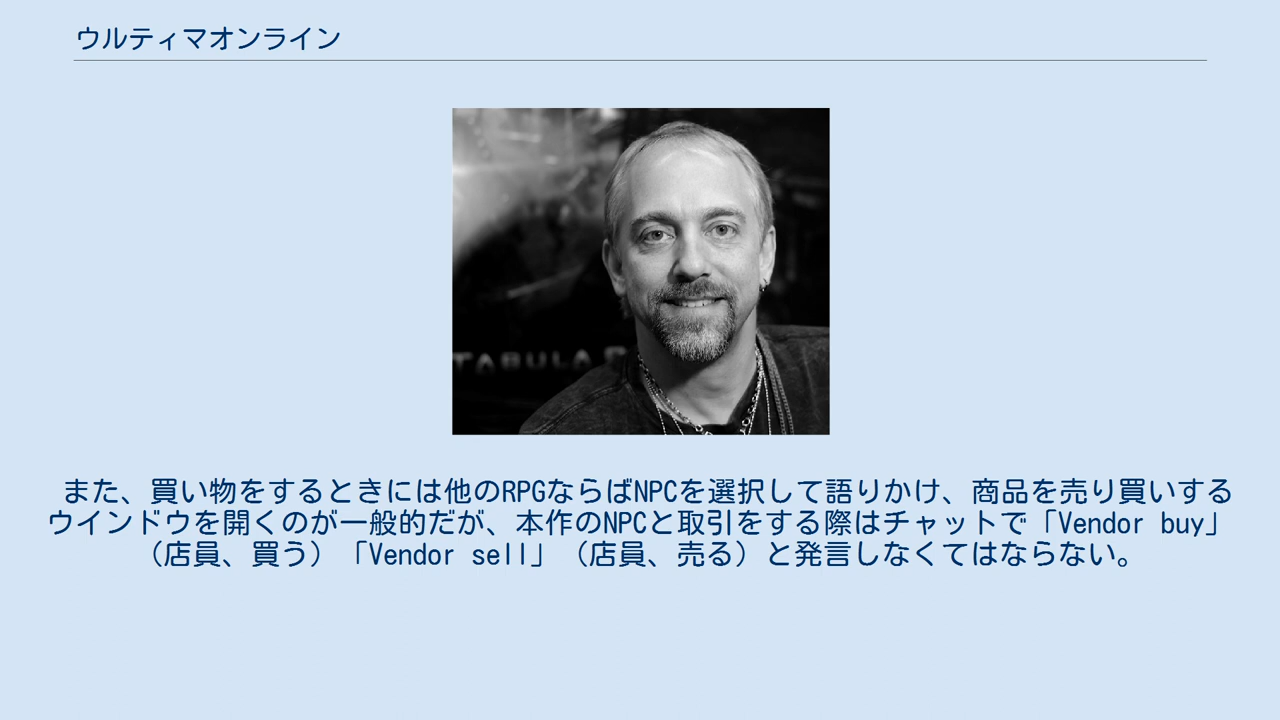 ウルティマオンライン
TABULA
また、買い物をするときには他のRPGならばNPCを選択して語りかけ、商品を売り買いする
ウインドウを開くのが一般的だが、本作のNPCと取引をする際はチャットで「Vendor buy」
（店員、買う）「Vendor sell」（店員、売る）と発言しなくてはならない。